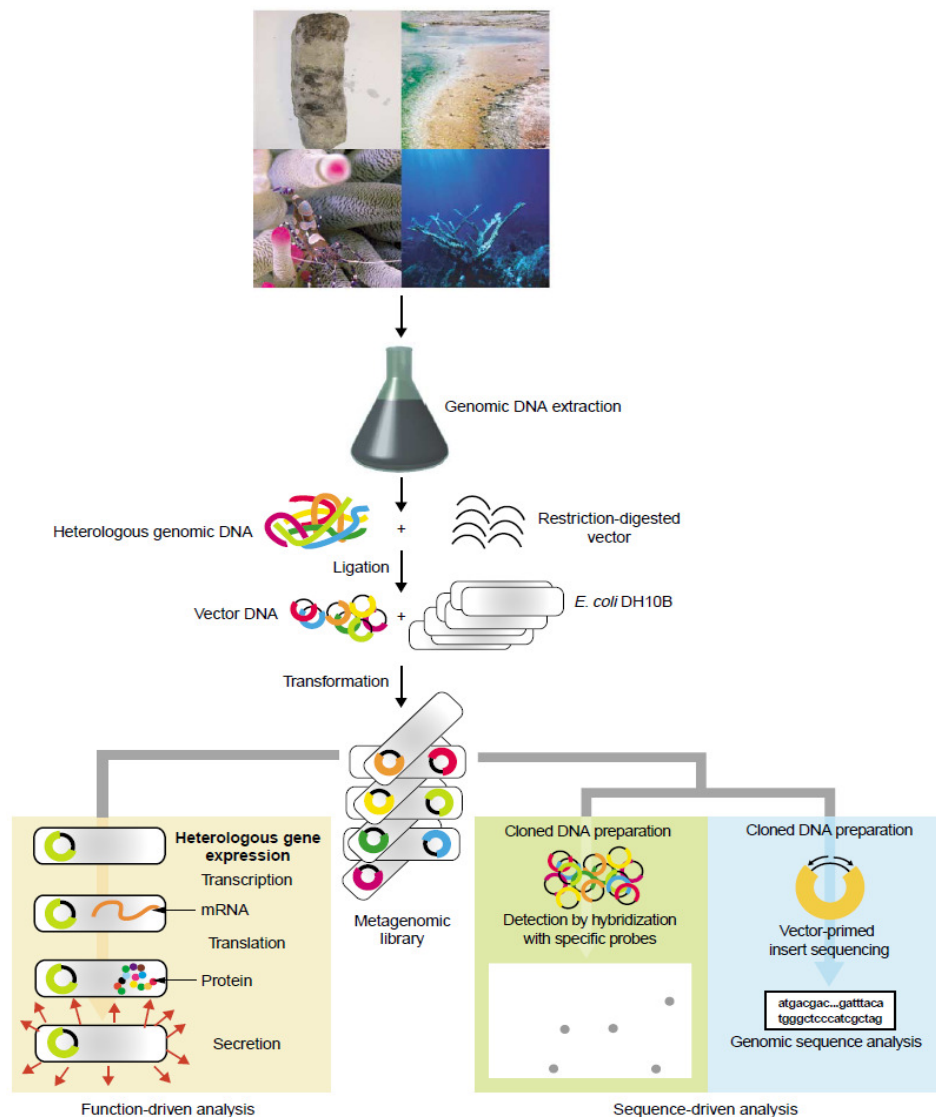 Genomic DNA extraction
Heterologous genomic DNA
+
Restriction-digested
vector
Ligation
Vector DNA
+
E. coli DH10B
Transformation
Heterologous gene
expression
Transcription
mRNA
Translation
Protein
Secretion
Function-driven analysis
Metagenomic
library
Cloned DNA preparation
Detection by hybridization
with specific probes
Cloned DNA preparation
Vector-primed
insert sequencing
atgacgac...gatttaca
tgggctcccatcgctag
Genomic sequence analysis
Sequence-driven analysis